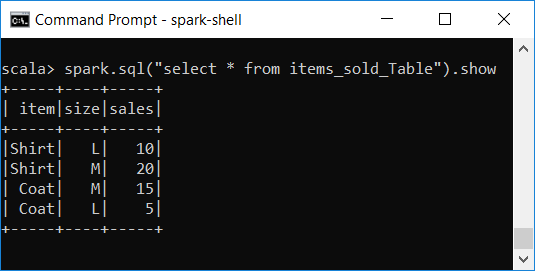 Command Prompt - spark-shell
scala> spark.sql("select * from items_sold_Table").show
+-----+----+-----+
| item|size|sales|
+-----+----+-----+
|Shirt|   L|   10|
|Shirt|   M|   20|
| Coat|   M|   15|
| Coat|   L|    5|
+-----+----+-----+